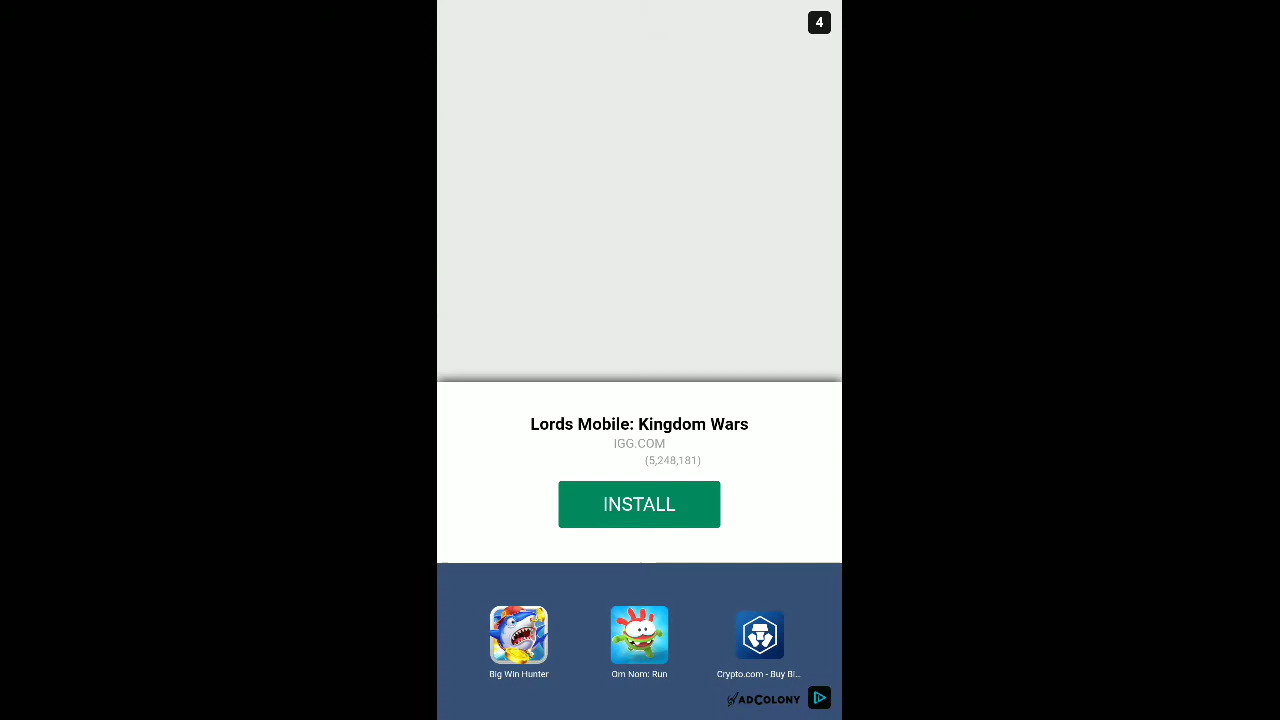 4
Lords Mobile: Kingdom Wars
IGG.COM
(5,248,181)
INSTALL
Big Win Hunter
Om Nom: Run
Crypto.com - Buy Bi...
ADCOLONY